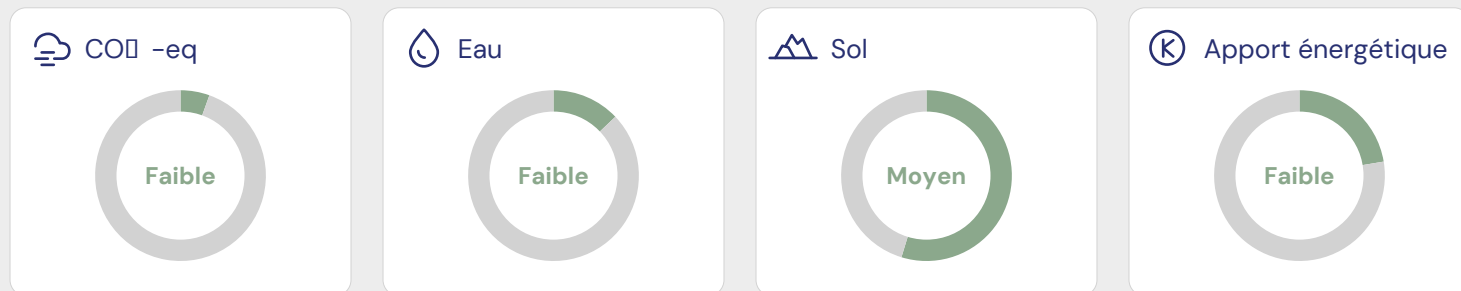 CO▯ -eq
Eau
Sol
Apport énergétique
Faible
Faible
Moyen
Faible